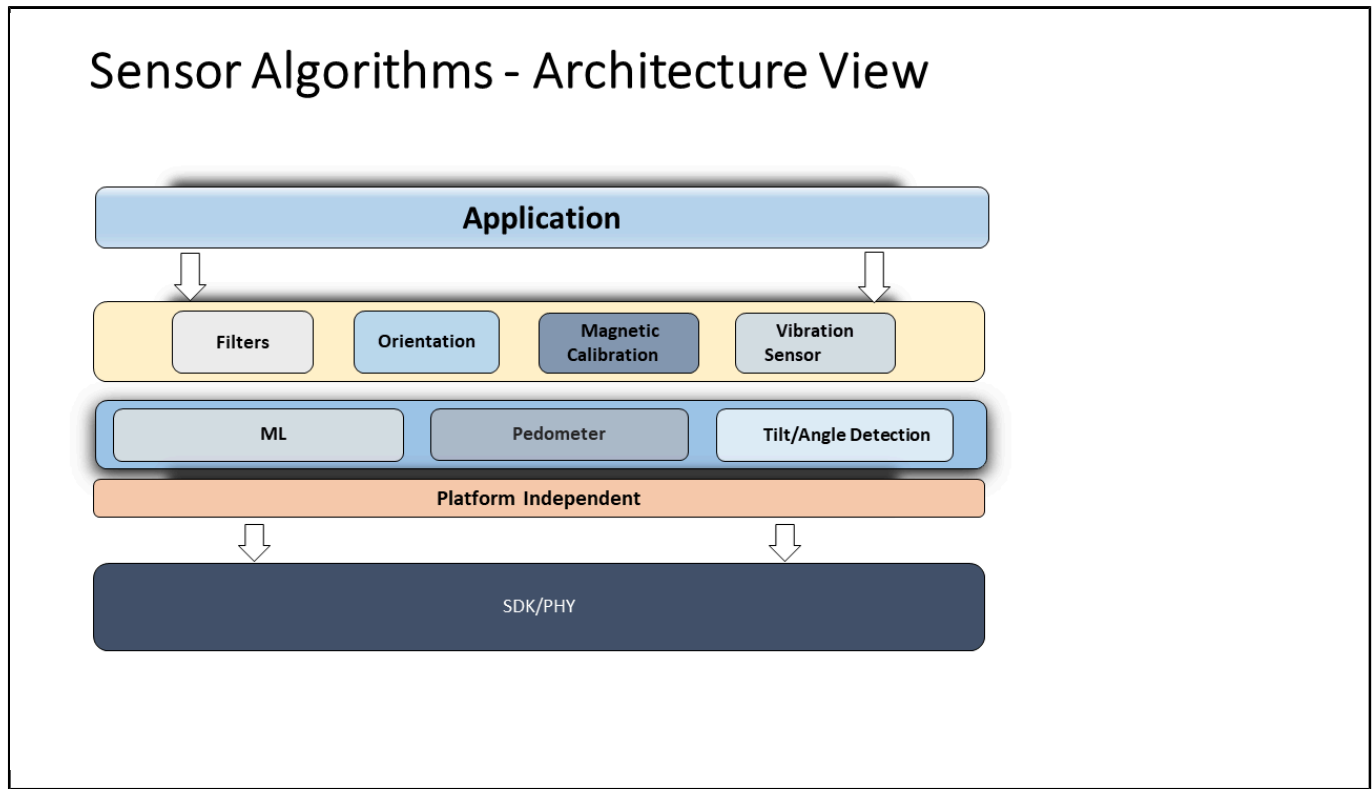 Sensor Algorithms - Architecture View
Application
Filters
Orientation
Magnetic
Calibration
Vibration
Sensor
ML
Pedometer
Tilt/Angle Detection
Platform Independent
SDK/PHY